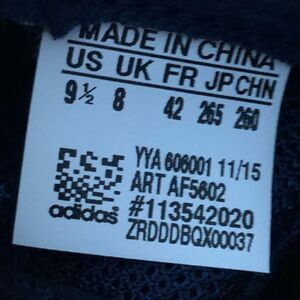 MADE IN CHINA
US UK FR JP CHN
9½ 8 42 265 260
YYA 606001 11/15
ART AF5602
#113542020
adidas ZRDDDBQX00037